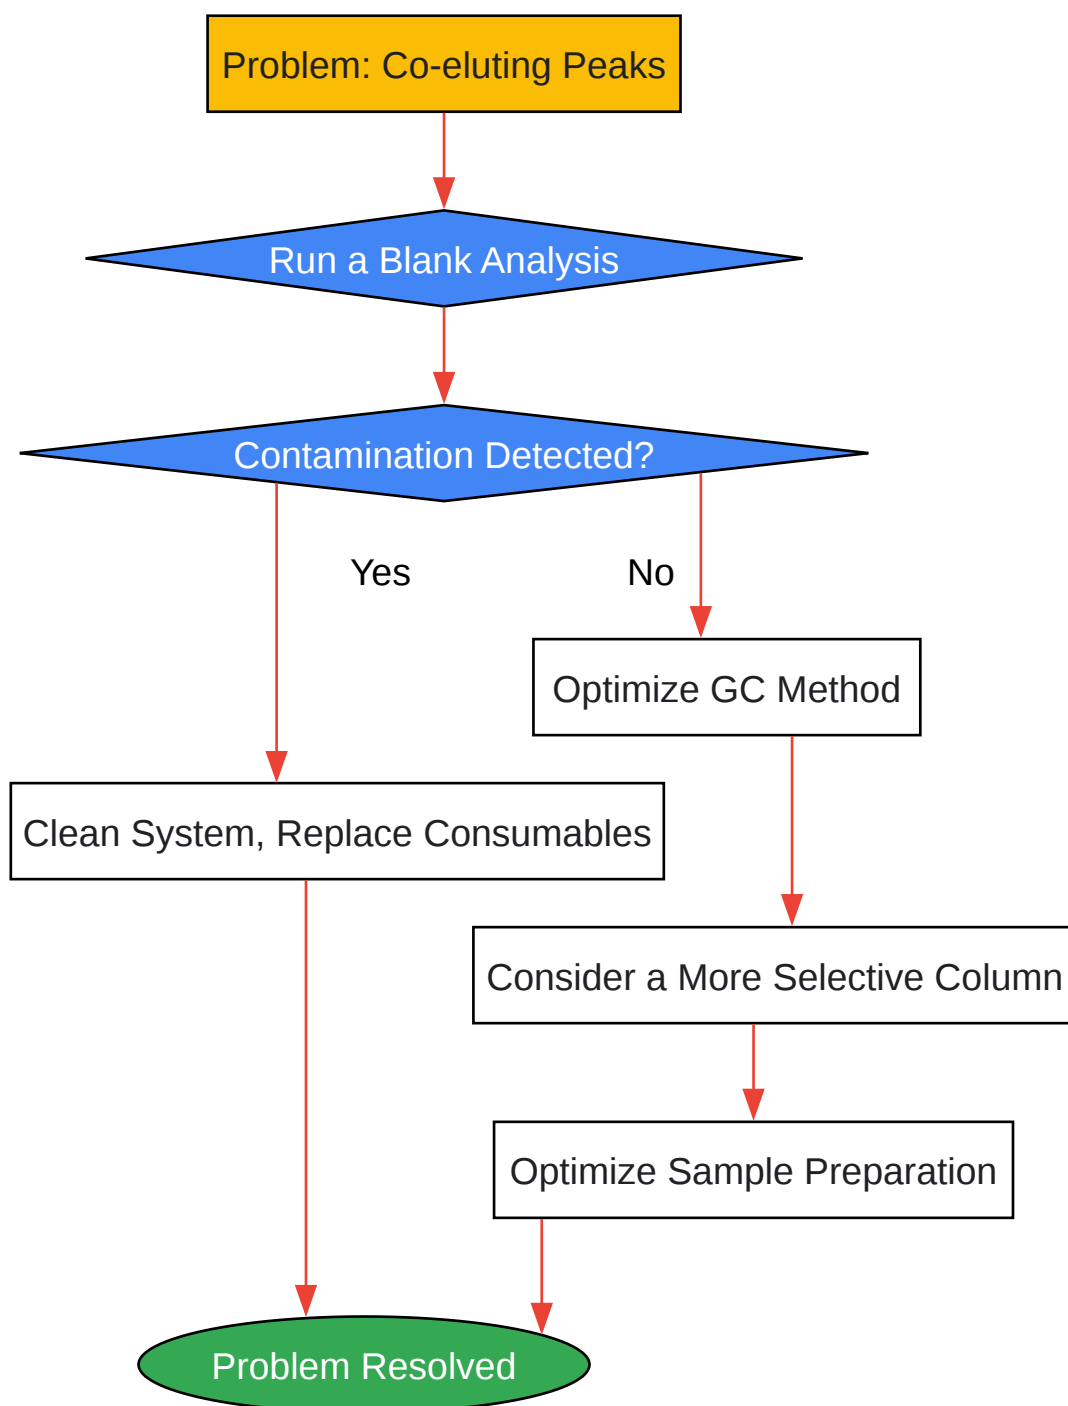 Problem: Co-eluting Peaks
Run a Blank Analysis
Contamination Detected?
Yes
No
Optimize GC Method
Clean System, Replace Consumables
Consider a More Selective Column
Optimize Sample Preparation
Problem Resolved